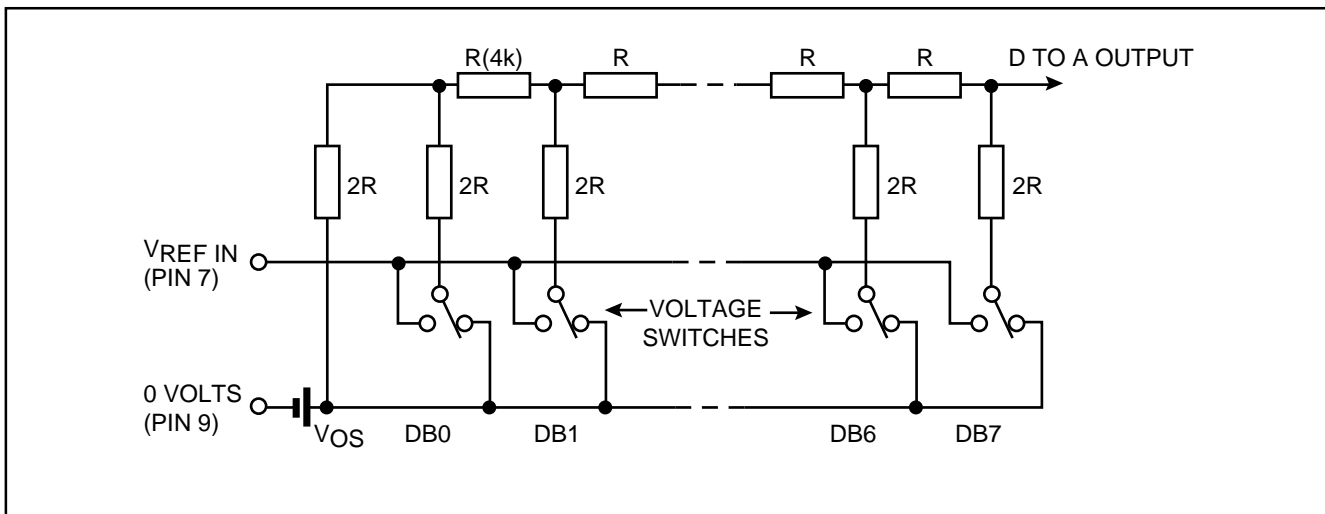 R(4k) R R R D TO A OUTPUT
2R 2R 2R 2R 2R
VREF IN
(PIN 7)
VOLTAGE
SWITCHES
0 VOLTS
(PIN 9)
VOS DB0 DB1 DB6 DB7